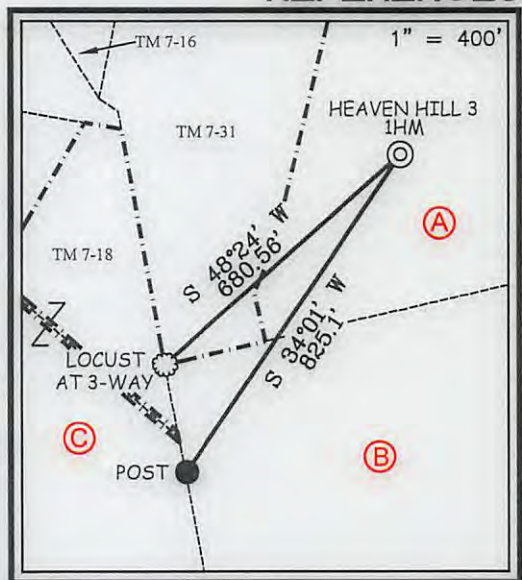 TM 7-16
1" = 400'
HEAVEN HILL 3
1HM
TM 7-31
A
S 48°24' W
680.56'
TM 7-18
S 34°01' W
825.1'
Z
LOCUST
AT 3-WAY
C
B
POST